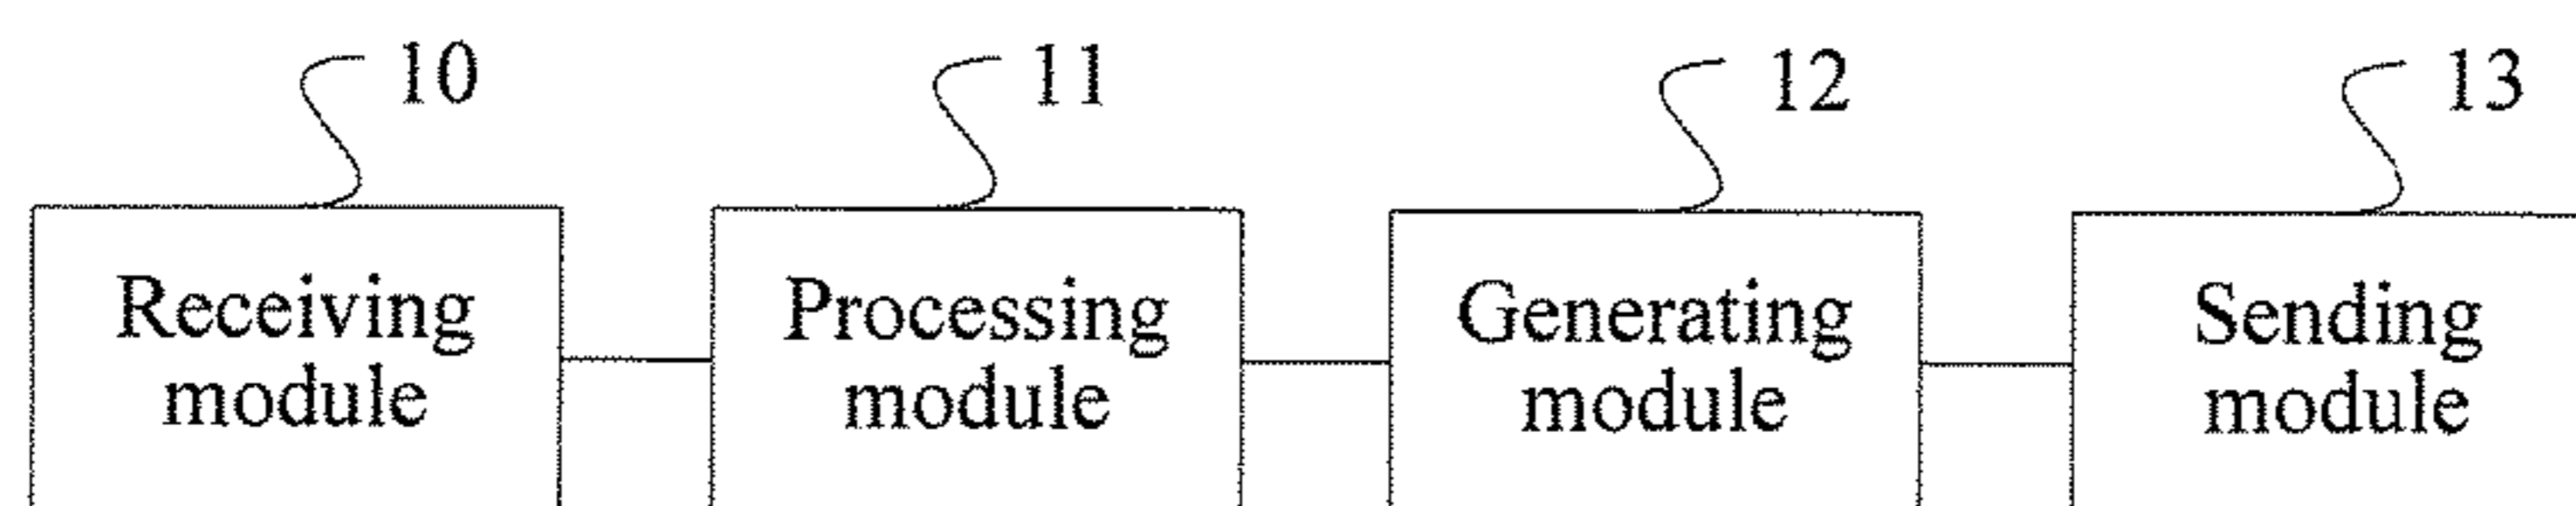 10
11
12
13
Receiving
module
Processing
module
Generating
module
Sending
module